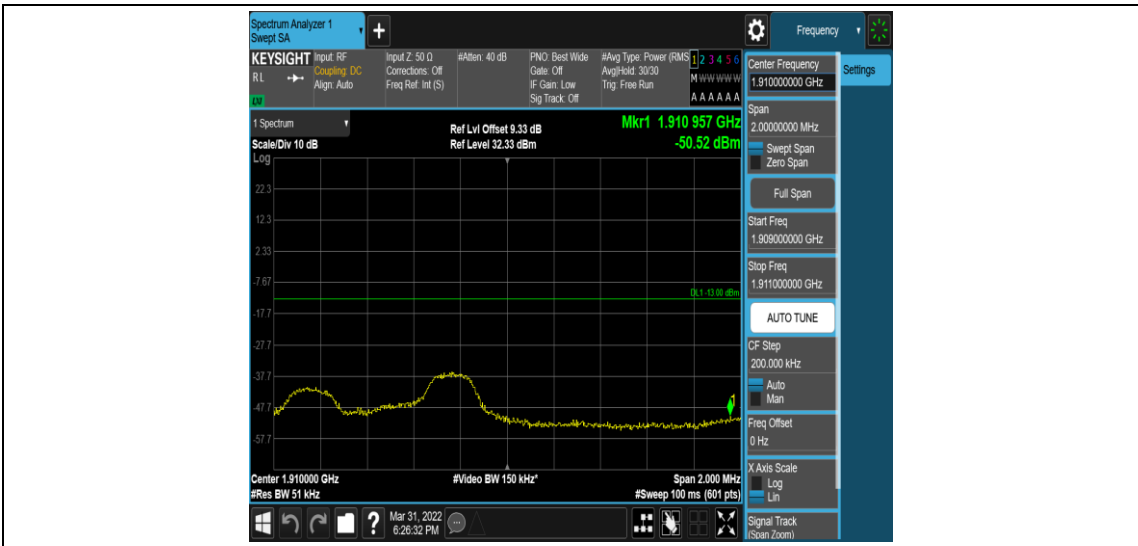 Spectrum Analyzer 1
Swept SA
+
Frequency
KEYSIGHT
RL
LXI
Input: RF
Coupling: DC
Align: Auto
Input Z: 50 Ω
Corrections: Off
Freq Ref: Int (S)
#Atten: 40 dB
PNO: Best Wide
Gate: Off
IF Gain: Low
Sig Track: Off
#Avg Type: Power (RMS
Avg|Hold: 30/30
Trig: Free Run
1 2 3 4 5 6
M W W W W W
A A A A A A
1 Spectrum
Scale/Div 10 dB
Log
Ref Lvl Offset 9.33 dB
Ref Level 32.33 dBm
Mkr1 1.910 957 GHz
-50.52 dBm
22.3
12.3
2.33
-7.67
DL1 -13.00 dBm
-17.7
-27.7
-37.7
-47.7
1
-57.7
Center 1.910000 GHz
#Video BW 150 kHz*
Span 2.000 MHz
#Res BW 51 kHz
#Sweep 100 ms (601 pts)
?
Mar 31, 2022
6:26:32 PM
Center Frequency
1.910000000 GHz
Settings
Span
2.00000000 MHz
Swept Span
Zero Span
Full Span
Start Freq
1.909000000 GHz
Stop Freq
1.911000000 GHz
AUTO TUNE
CF Step
200.000 kHz
Auto
Man
Freq Offset
0 Hz
X Axis Scale
Log
Lin
Signal Track
(Span Zoom)